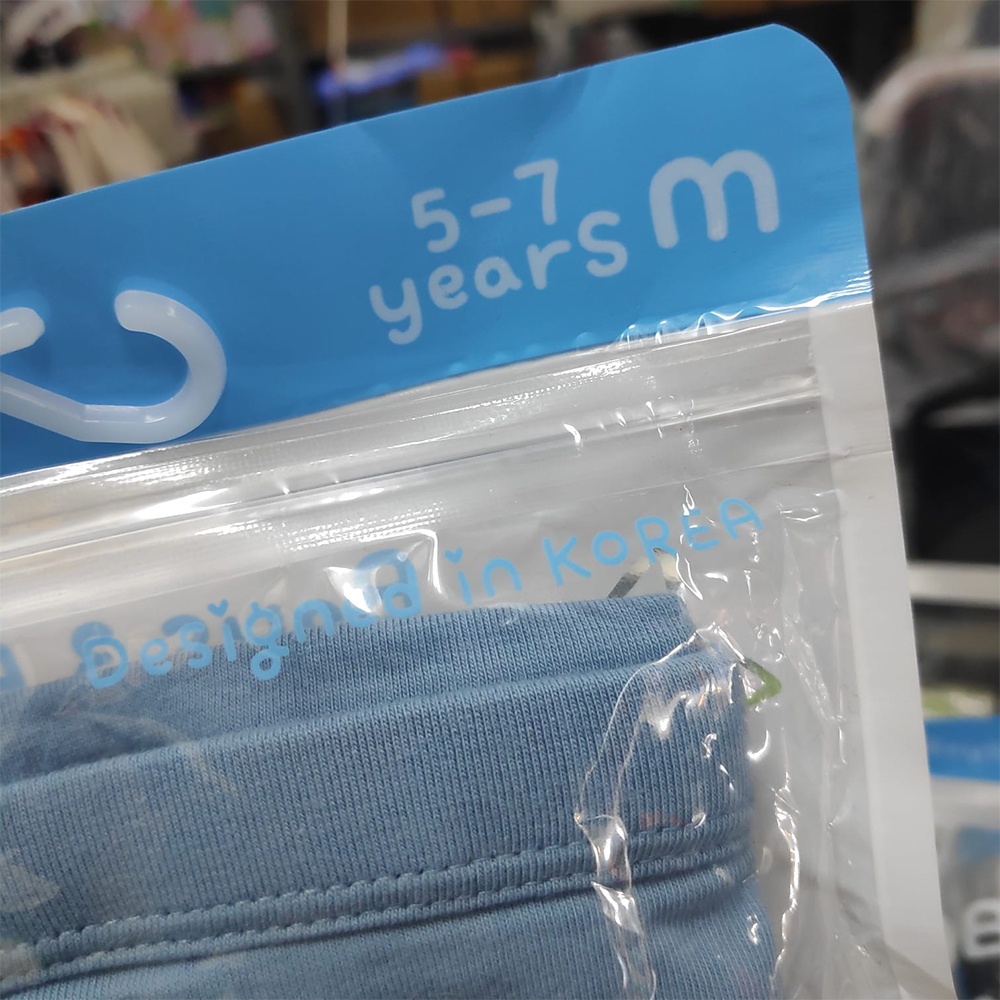 5-7
years m
Designed in KOREA